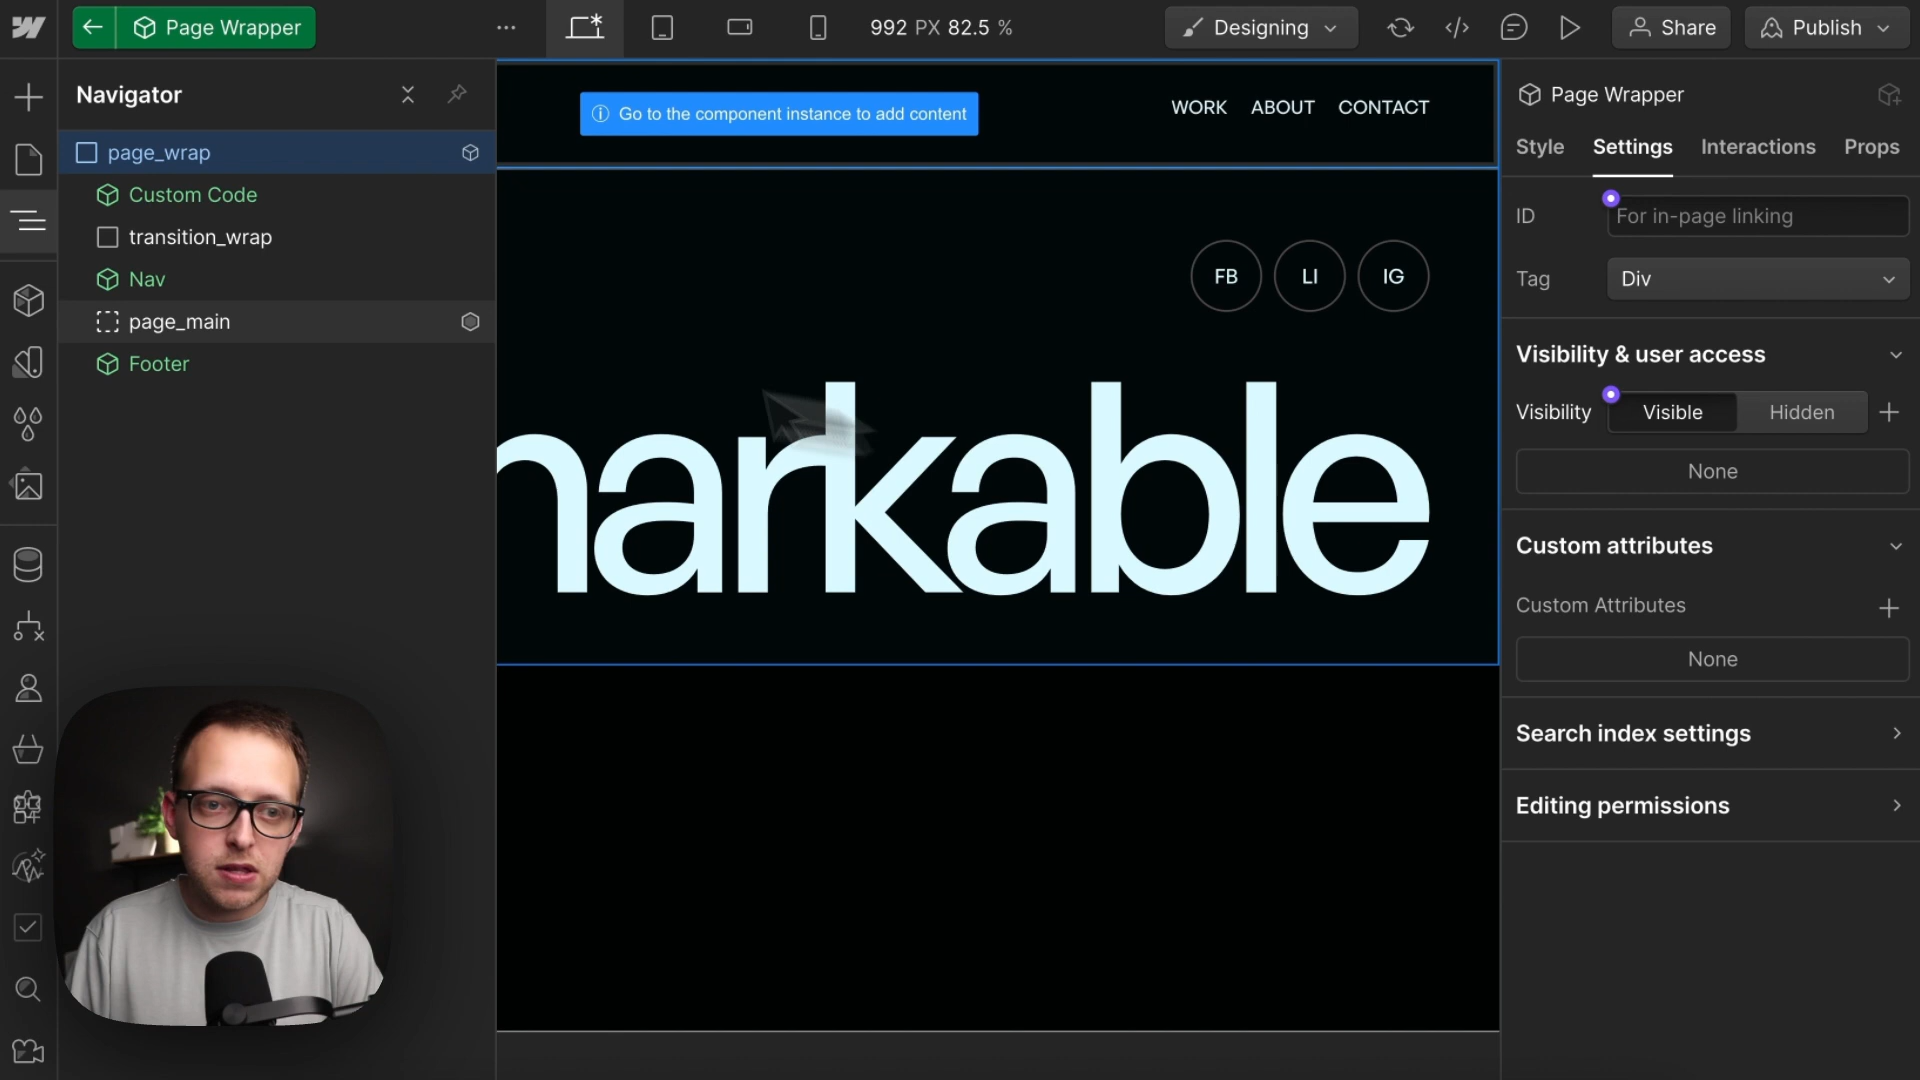 Page Wrapper
992 PX 82.5 %
Designing
Share
Publish
Navigator
page_wrap
Custom Code
transition_wrap
Nav
page_main
Footer
Go to the component instance to add content
WORK ABOUT CONTACT
FB LI IG
markable
Page Wrapper
Style Settings Interactions Props
ID For in-page linking
Tag Div
Visibility & user access
Visibility Visible Hidden
None
Custom attributes
Custom Attributes
None
Search index settings
Editing permissions